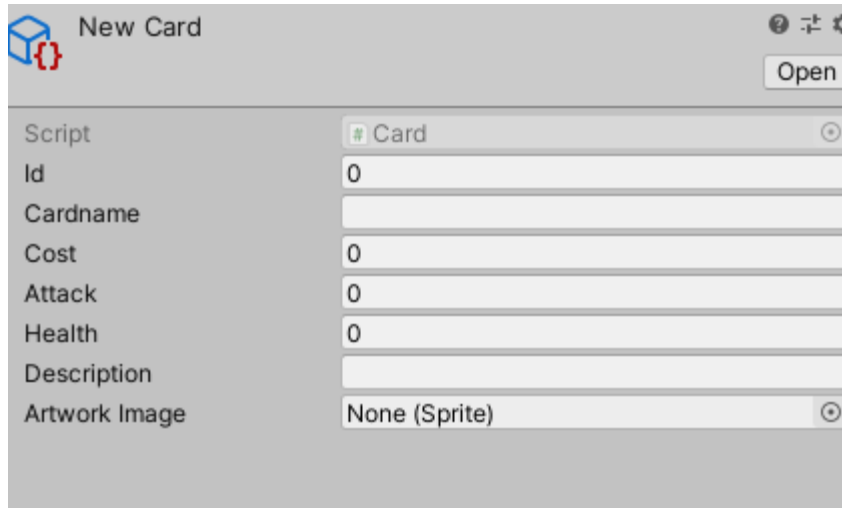 New Card
Open
Script # Card
Id 0
Cardname
Cost 0
Attack 0
Health 0
Description
Artwork Image None (Sprite)